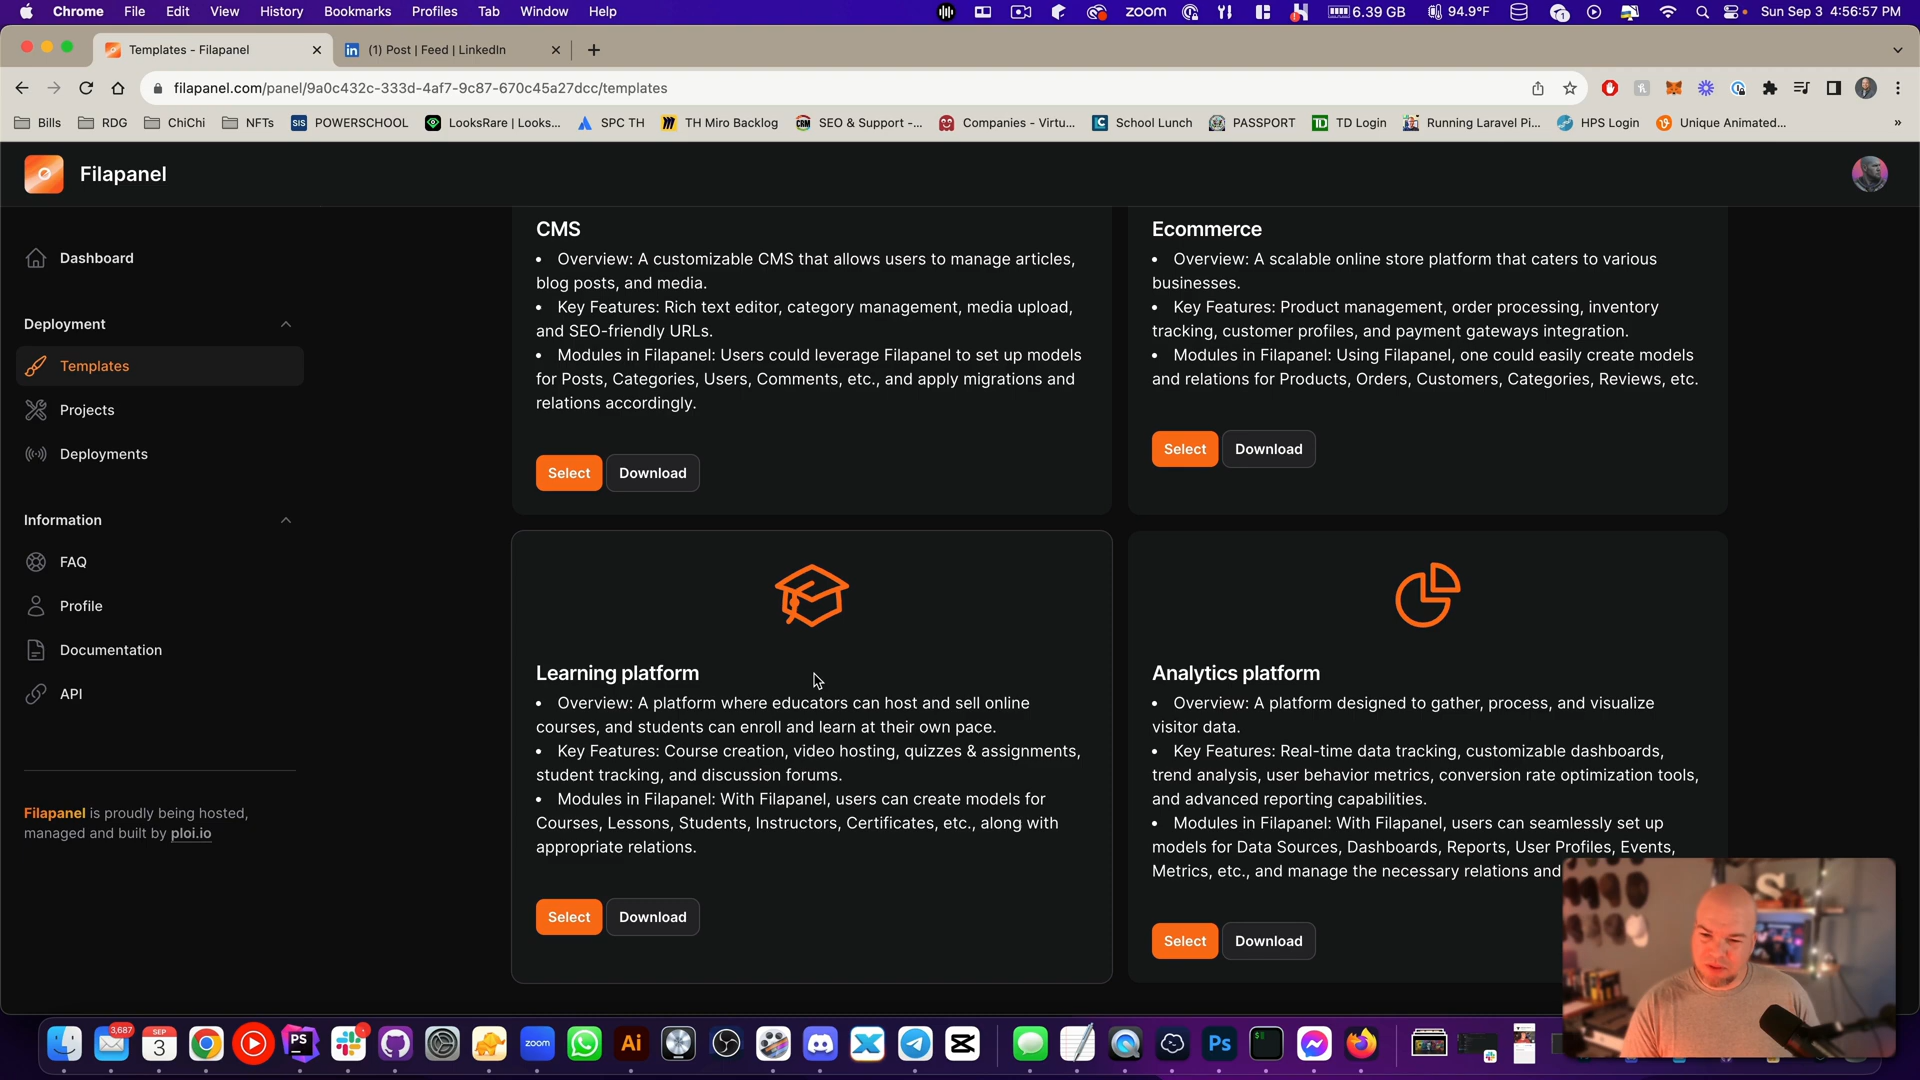 Chrome File Edit View History Bookmarks Profiles Tab Window Help zoom 6.39 GB 94.9°F 1 Sun Sep 3 4:56:57 PM
Templates - Filapanel
(1) Post | Feed | LinkedIn
filapanel.com/panel/9a0c432c-333d-4af7-9c87-670c45a27dcc/templates
Bills RDG ChiChi NFTs SIS POWERSCHOOL LooksRare | Looks... SPC TH TH Miro Backlog CRM SEO & Support -... Companies - Virtu... School Lunch PASSPORT TD TD Login Running Laravel Pi... HPS Login Unique Animated... »
Filapanel
Dashboard
Deployment
Templates
Projects
Deployments
Information
FAQ
Profile
Documentation
API
Filapanel is proudly being hosted,
managed and built by ploi.io
CMS
• Overview: A customizable CMS that allows users to manage articles,
blog posts, and media.
• Key Features: Rich text editor, category management, media upload,
and SEO-friendly URLs.
• Modules in Filapanel: Users could leverage Filapanel to set up models
for Posts, Categories, Users, Comments, etc., and apply migrations and
relations accordingly.
Select Download
Ecommerce
• Overview: A scalable online store platform that caters to various
businesses.
• Key Features: Product management, order processing, inventory
tracking, customer profiles, and payment gateways integration.
• Modules in Filapanel: Using Filapanel, one could easily create models
and relations for Products, Orders, Customers, Categories, Reviews, etc.
Select Download
Learning platform
• Overview: A platform where educators can host and sell online
courses, and students can enroll and learn at their own pace.
• Key Features: Course creation, video hosting, quizzes & assignments,
student tracking, and discussion forums.
• Modules in Filapanel: With Filapanel, users can create models for
Courses, Lessons, Students, Instructors, Certificates, etc., along with
appropriate relations.
Select Download
Analytics platform
• Overview: A platform designed to gather, process, and visualize
visitor data.
• Key Features: Real-time data tracking, customizable dashboards,
trend analysis, user behavior metrics, conversion rate optimization tools,
and advanced reporting capabilities.
• Modules in Filapanel: With Filapanel, users can seamlessly set up
models for Data Sources, Dashboards, Reports, User Profiles, Events,
Metrics, etc., and manage the necessary relations and
Select Download
3,687 SEP 3 PS zoom Ai Ps